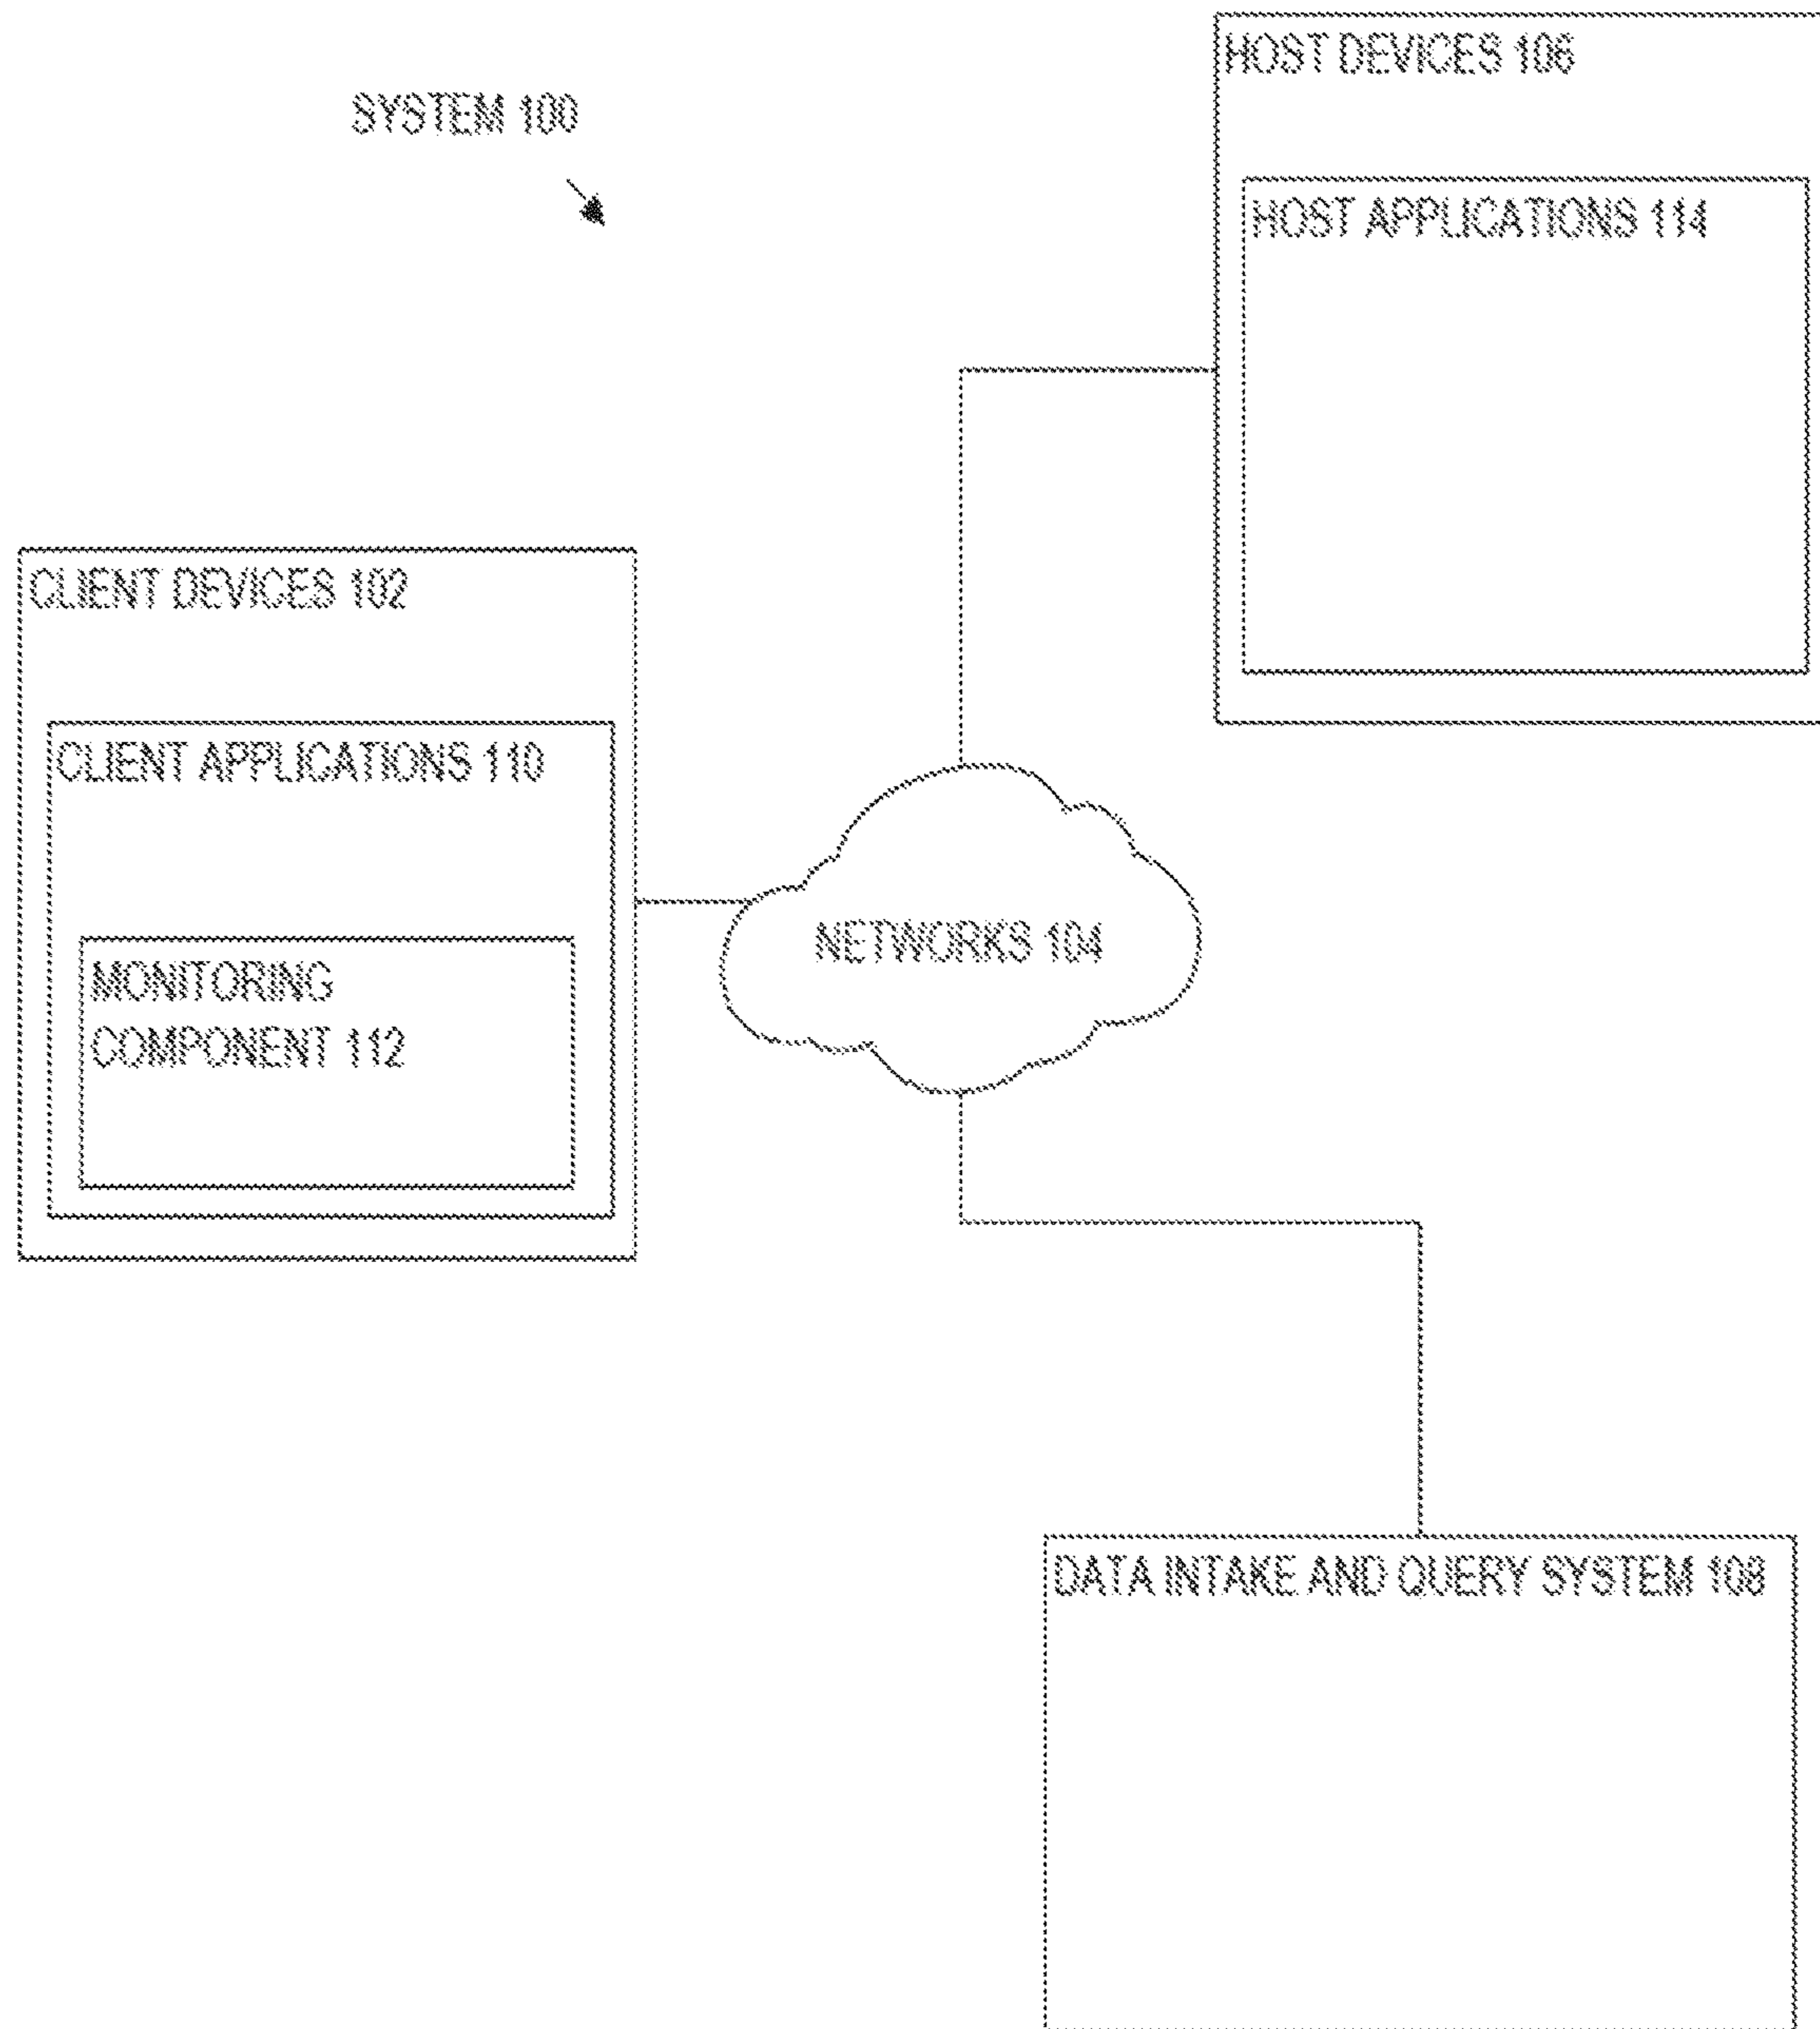 SYSTEM 100
HOST DEVICES 106
HOST APPLICATIONS 114
CLIENT DEVICES 102
CLIENT APPLICATIONS 110
MONITORING
COMPONENT 112
NETWORKS 104
DATA INTAKE AND QUERY SYSTEM 108